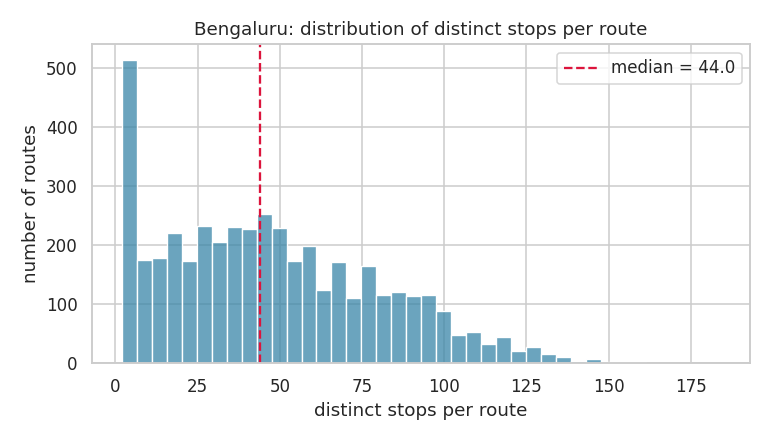 Bengaluru: distribution of distinct stops per route
median = 44.0
number of routes
500
400
300
200
100
0
0 25 50 75 100 125 150 175
distinct stops per route